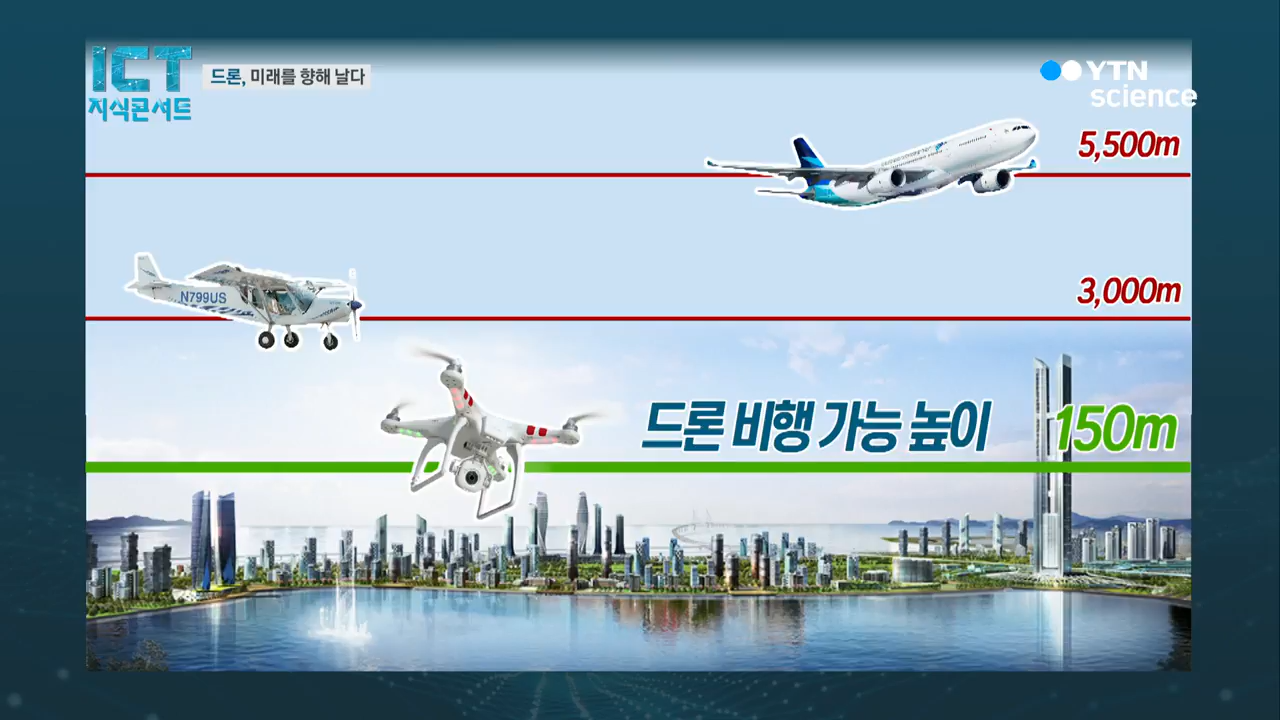 ICT
지식콘서트
드론, 미래를 향해 날다
YTN
science
5,500m
3,000m
N799US
드론 비행 가능 높이
150m